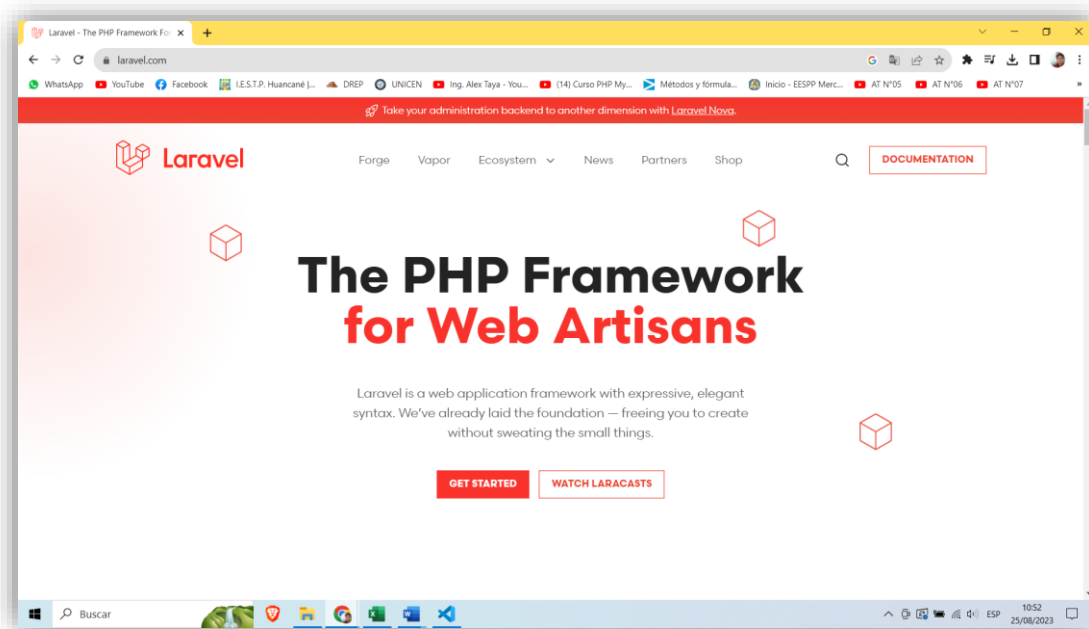 Laravel - The PHP Framework For
laravel.com
WhatsApp YouTube Facebook I.E.S.T.P. Huancané |... DREP UNICEN Ing. Alex Taya - You... (14) Curso PHP My... Métodos y fórmula... Inicio - EESPP Merc... AT N°05 AT N°06 AT N°07 »
Take your administration backend to another dimension with Laravel Nova.
Laravel Forge Vapor Ecosystem News Partners Shop DOCUMENTATION
The PHP Framework
for Web Artisans
Laravel is a web application framework with expressive, elegant
syntax. We've already laid the foundation — freeing you to create
without sweating the small things.
GET STARTED WATCH LARACASTS
Buscar ESP 10:52
25/08/2023